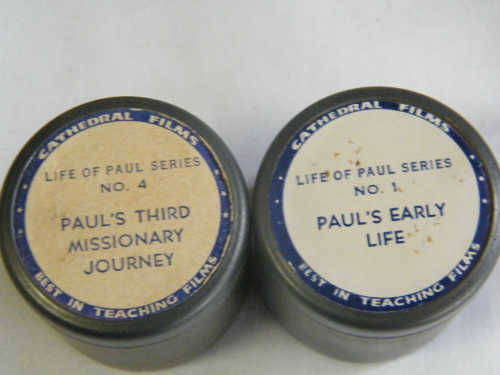 CATHEDRAL FILMS
LIFE OF PAUL SERIES
NO. 4
PAUL'S THIRD
MISSIONARY
JOURNEY
BEST IN TEACHING FILMS
CATHEDRAL FILMS
LIFE OF PAUL SERIES
NO. 1
PAUL'S EARLY
LIFE
BEST IN TEACHING FILMS